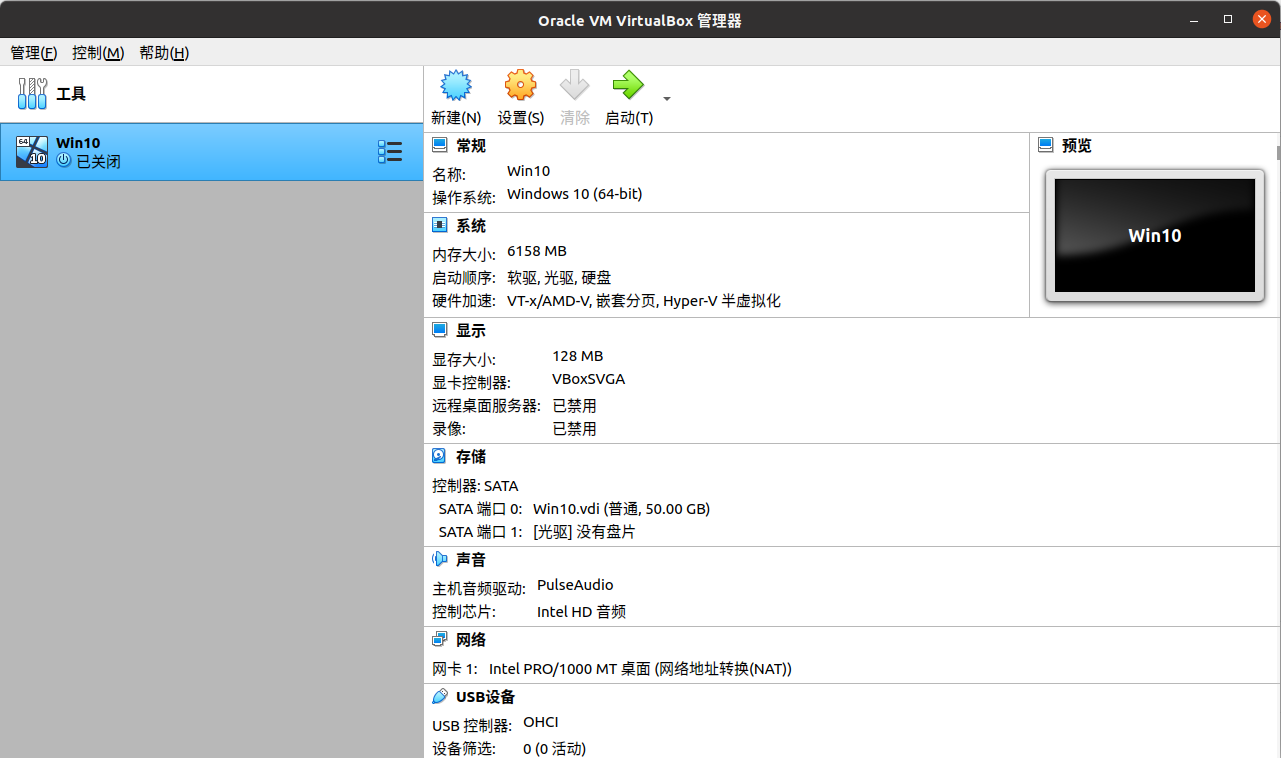 Oracle VM VirtualBox 管理器
管理(F) 控制(M) 帮助(H)
工具
64
10
Win10
已关闭
新建(N) 设置(S) 清除 启动(T)
常规
名称: Win10
操作系统: Windows 10 (64-bit)
预览
Win10
系统
内存大小: 6158 MB
启动顺序: 软驱, 光驱, 硬盘
硬件加速: VT-x/AMD-V, 嵌套分页, Hyper-V 半虚拟化
显示
显存大小: 128 MB
显卡控制器: VBoxSVGA
远程桌面服务器: 已禁用
录像: 已禁用
存储
控制器: SATA
SATA 端口 0: Win10.vdi (普通, 50.00 GB)
SATA 端口 1: [光驱] 没有盘片
声音
主机音频驱动: PulseAudio
控制芯片: Intel HD 音频
网络
网卡 1: Intel PRO/1000 MT 桌面 (网络地址转换(NAT))
USB设备
USB 控制器: OHCI
设备筛选: 0 (0 活动)